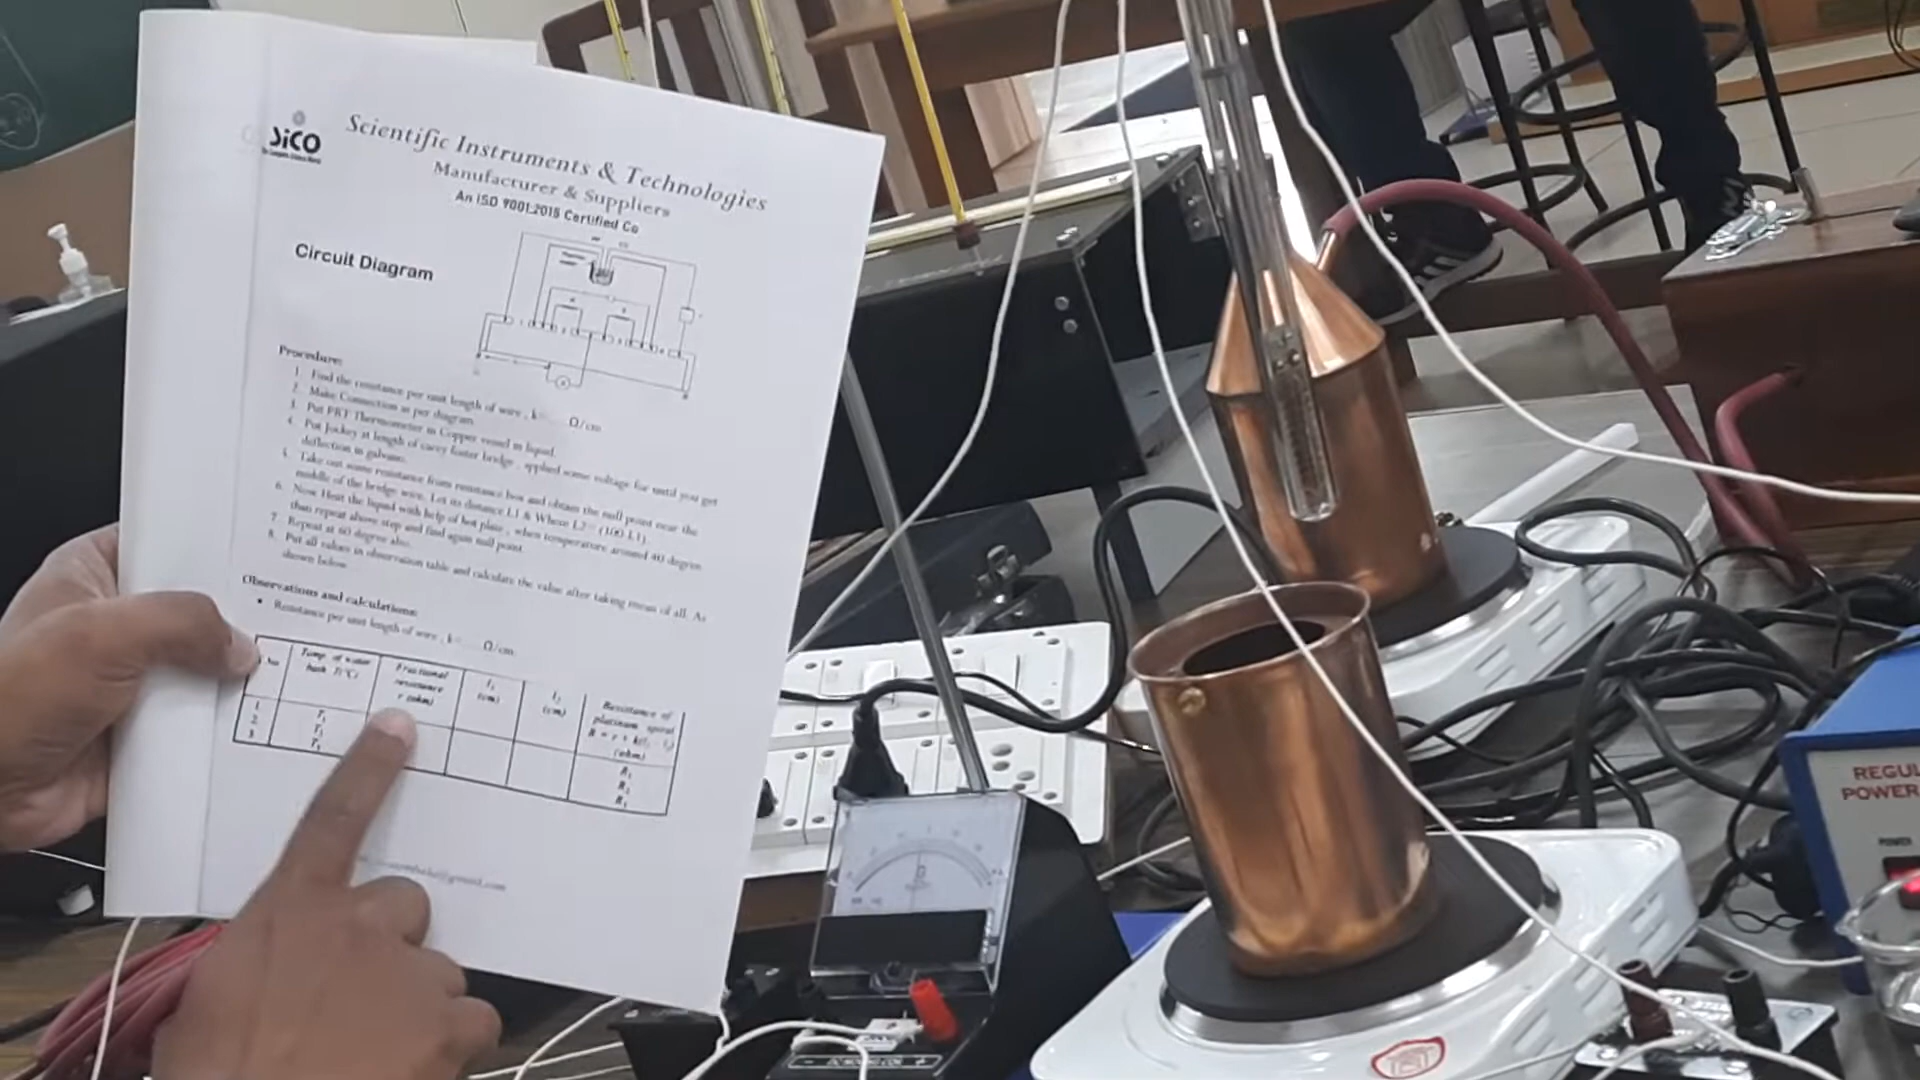 SiCO
Scientific Instruments & Technologies
Manufacturer & Suppliers
An ISO 9001:2015 Certified Co
Circuit Diagram
Procedure:
1. Find the resistance per unit length of wire , k= Ω/cm
2. Make Connection as per diagram
3. Put PRT Thermometer in Copper vessel in liquid.
4. Put Jockey at length of carey foster bridge , applied some voltage for until you get
deflection in galvano.
5. Take out some resistance from resistance box and obtain the null point near the
middle of the bridge wire. Let its distance L1 & Where L2= (100-L1)
6. Now Heat the liquid with help of hot plate , when temperature around 40 degree
than repeat above step and find again null point
7. Repeat at 60 degree also.
8. Put all values in observation table and calculate the value after taking mean of all. As
shown below
Observations and calculations:
• Resistance per unit length of wire , k= Ω/cm
Temp. of water
bath T(°C)
Fractional
resistance
r (ohm)
l₁
(cm)
l₂
(cm)
Resistance of
platinum spiral
(ohm)
1. T₁ R₁
2. T₂ R₂
3 T₃ R₃
G
REGUL
POWER
POWER